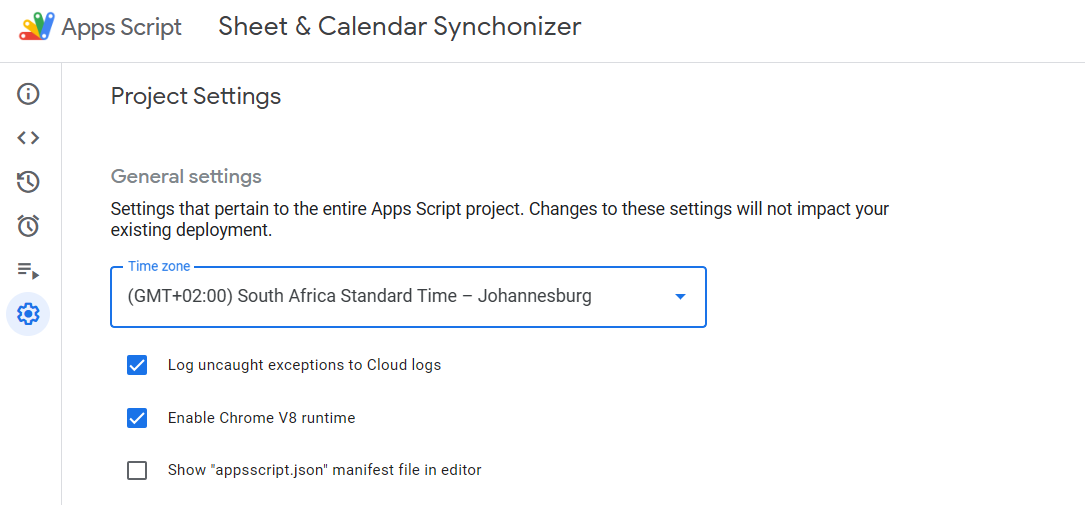 Apps Script
Sheet & Calendar Synchonizer
Project Settings
General settings
Settings that pertain to the entire Apps Script project. Changes to these settings will not impact your
existing deployment.
Time zone
(GMT+02:00) South Africa Standard Time – Johannesburg
Log uncaught exceptions to Cloud logs
Enable Chrome V8 runtime
Show "appsscript.json" manifest file in editor